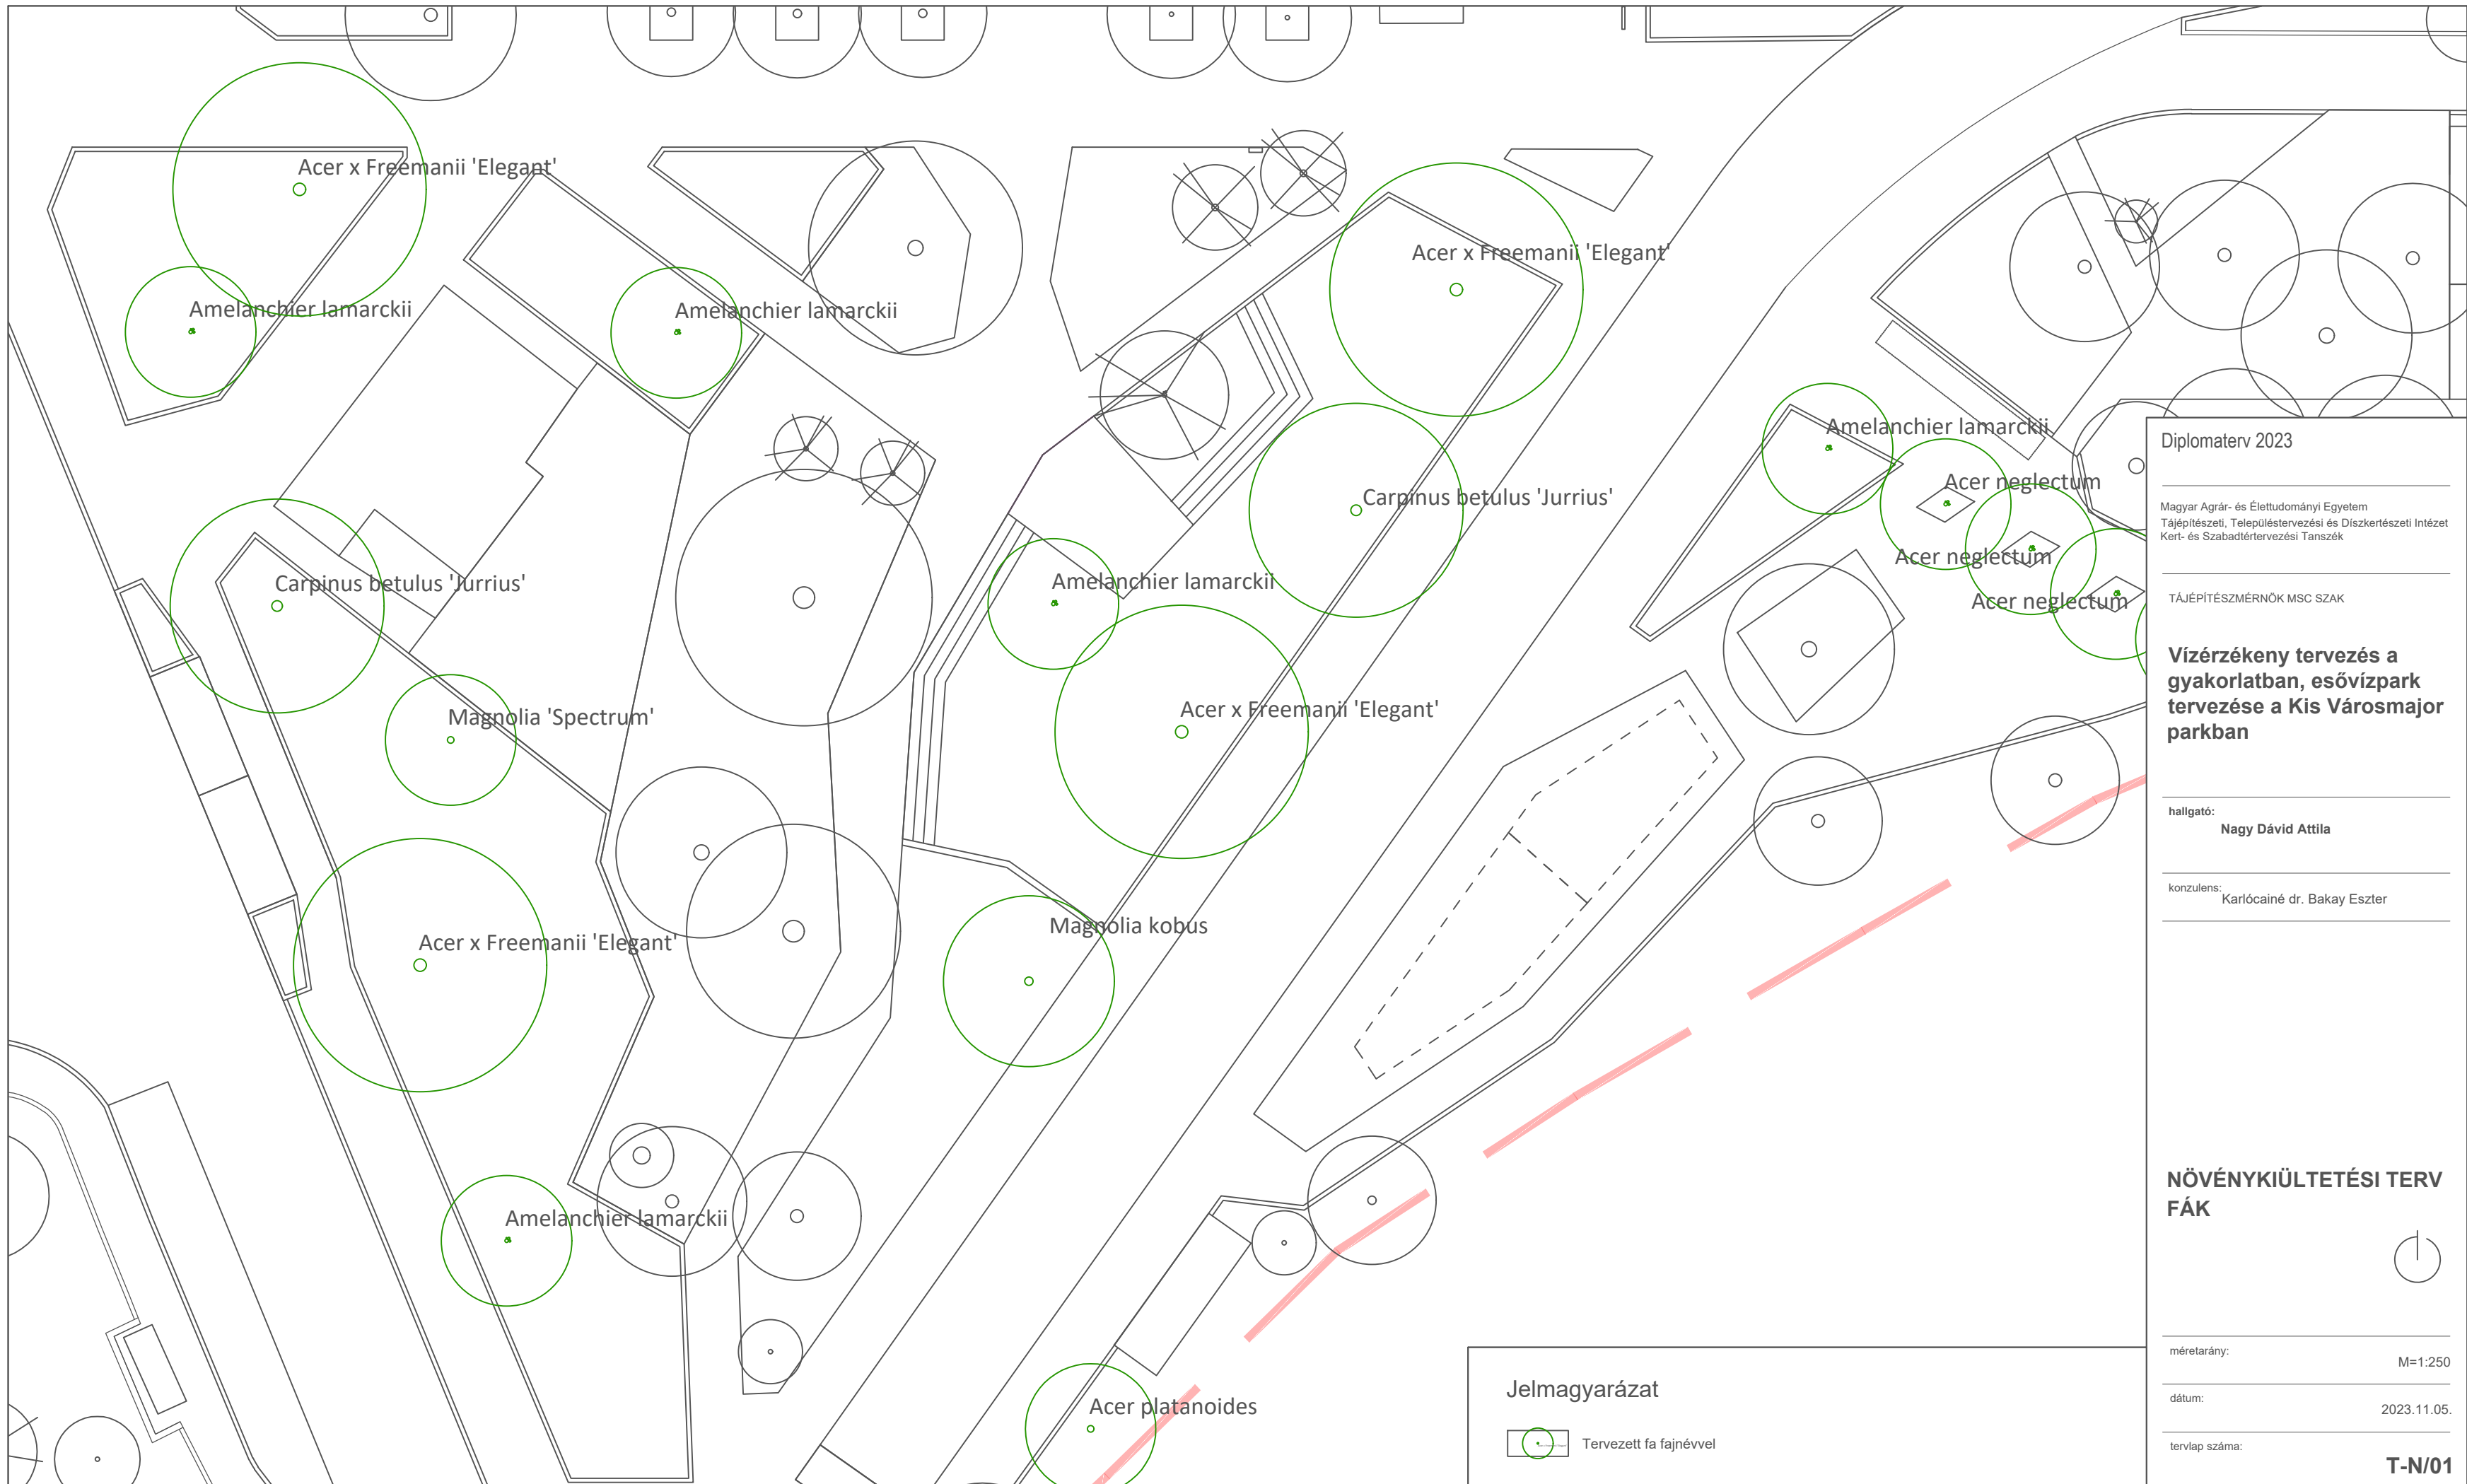 Acer x Freemanii 'Elegant'
Amelanchier lamarckii
Amelanchier lamarckii
Acer x Freemanii 'Elegant'
Amelanchier lamarckii
Acer neglectum
Carpinus betulus 'Jurrius'
Acer neglectum
Acer neglectum
Carpinus betulus 'Jurrius'
Amelanchier lamarckii
Magnolia 'Spectrum'
Acer x Freemanii 'Elegant'
Magnolia kobus
Acer x Freemanii 'Elegant'
Amelanchier lamarckii
Acer platanoides
Jelmagyarázat
Tervezett fa fajnévvel
Diplomaterv 2023
Magyar Agrár- és Élettudományi Egyetem
Tájépítészeti, Településtervezési és Díszkertészeti Intézet
Kert- és Szabadtértervezési Tanszék
TÁJÉPÍTÉSZMÉRNÖK MSC SZAK
Vízérzékeny tervezés a
gyakorlatban, esővízpark
tervezése a Kis Városmajor
parkban
hallgató:
Nagy Dávid Attila
konzulens:
Karlócainé dr. Bakay Eszter
NÖVÉNYKIÜLTETÉSI TERV
FÁK
méretarány:
M=1:250
dátum:
2023.11.05.
tervlap száma:
T-N/01